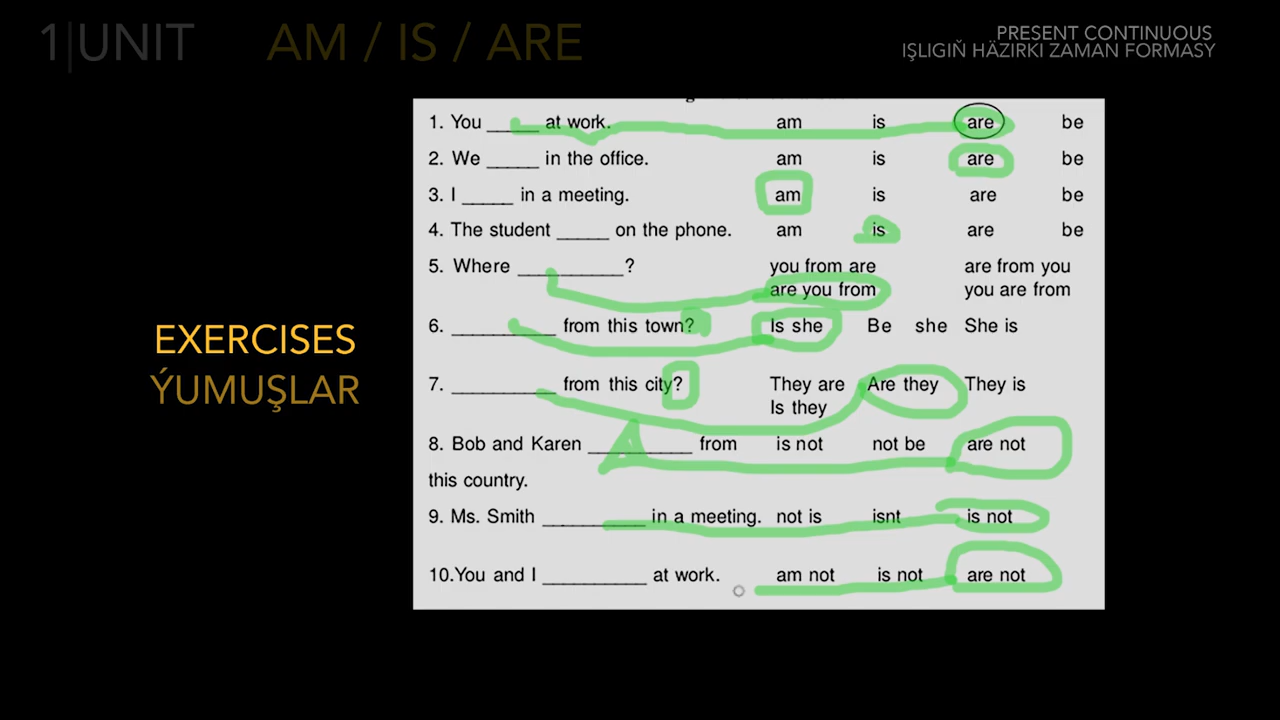 1|UNIT AM / IS / ARE
PRESENT CONTINUOUS
IŞLIGIŇ HÄZIRKI ZAMAN FORMASY
EXERCISES
ÝUMUŞLAR
1. You _____ at work. am is are be
2. We _____ in the office. am is are be
3. I _____ in a meeting. am is are be
4. The student _____ on the phone. am is are be
5. Where __________? you from are are from you
are you from you are from
6. __________ from this town? Is she Be she She is
7. __________ from this city? They are Are they They is
Is they
8. Bob and Karen __________ from is not not be are not
this country.
9. Ms. Smith __________ in a meeting. not is isnt is not
10.You and I __________ at work. am not is not are not